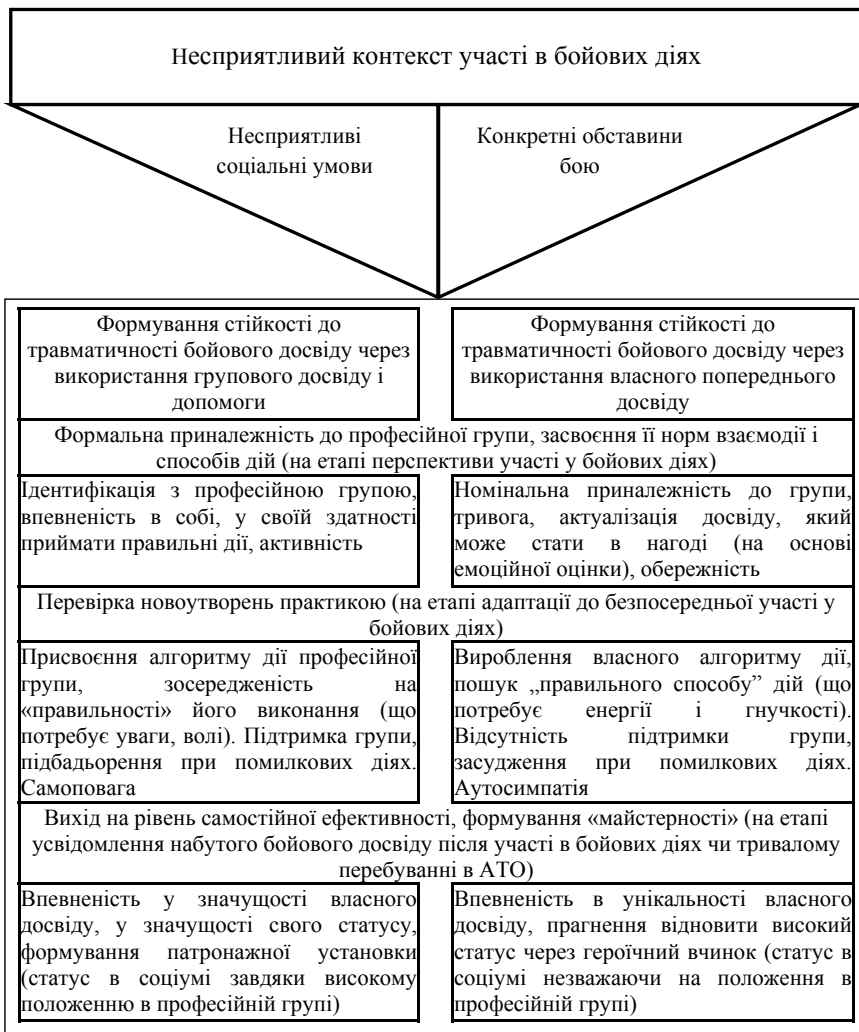 Несприятливий контекст участі в бойових діях
Несприятливі
соціальні умови
Конкретні обставини
бою
Формування стійкості до
травматичності бойового досвіду через
використання групового досвіду і
допомоги
Формування стійкості до
травматичності бойового досвіду через
використання власного попереднього
досвіду
Формальна приналежність до професійної групи, засвоєння її норм взаємодії і
способів дій (на етапі перспективи участі у бойових діях)
Ідентифікація з професійною групою,
впевненість в собі, у своїй здатності
приймати правильні дії, активність
Номінальна приналежність до групи,
тривога, актуалізація досвіду, який
може стати в нагоді (на основі
емоційної оцінки), обережність
Перевірка новоутворень практикою (на етапі адаптації до безпосередньої участі у
бойових діях)
Присвоєння алгоритму дії професійної
групи, зосередженість на
«правильності» його виконання (що
потребує уваги, волі). Підтримка групи,
підбадьорення при помилкових діях.
Самоповага
Вироблення власного алгоритму дії,
пошук „правильного способу” дій (що
потребує енергії і гнучкості).
Відсутність підтримки групи,
засудження при помилкових діях.
Аутосимпатія
Вихід на рівень самостійної ефективності, формування «майстерності» (на етапі
усвідомлення набутого бойового досвіду після участі в бойових діях чи тривалому
перебуванні в АТО)
Впевненість у значущості власного
досвіду, у значущості свого статусу,
формування патронажної установки
(статус в соціумі завдяки високому
положенню в професійній групі)
Впевненість в унікальності власного
досвіду, прагнення відновити високий
статус через героїчний вчинок (статус в
соціумі незважаючи на положення в
професійній групі)